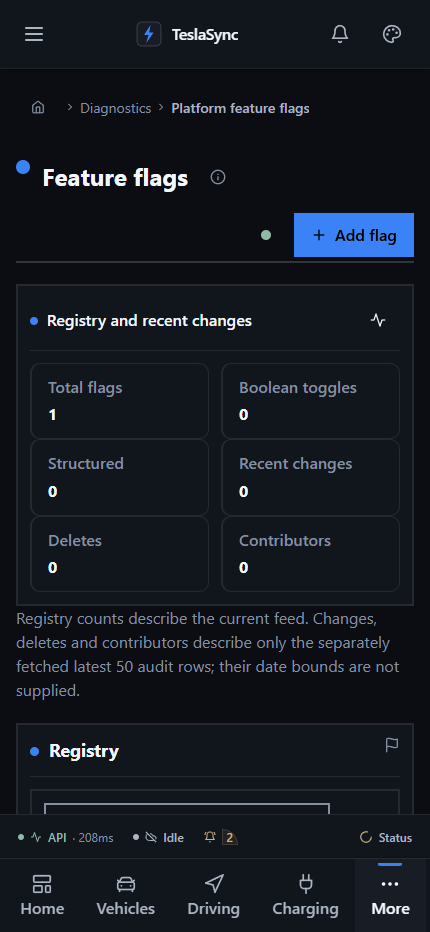 TeslaSync
Diagnostics Platform feature flags
Feature flags
+ Add flag
Registry and recent changes
Total flags
1
Boolean toggles
0
Structured
0
Recent changes
0
Deletes
0
Contributors
0
Registry counts describe the current feed. Changes,
deletes and contributors describe only the separately
fetched latest 50 audit rows; their date bounds are not
supplied.
Registry
API · 208ms Idle 2 Status
Home Vehicles Driving Charging More